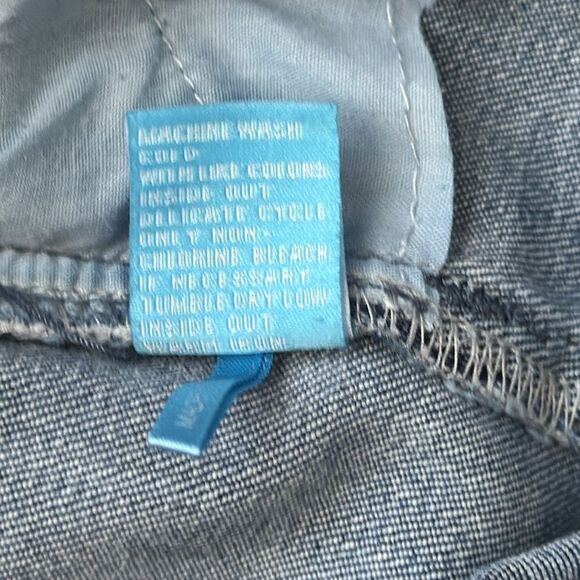 MACHINE WASH
COLD
WITH LIKE COLORS
INSIDE OUT
DELICATE CYCLE
ONLY NON-
CHLORINE BLEACH
IF NECESSARY
TUMBLE DRY LOW
INSIDE OUT
IRON